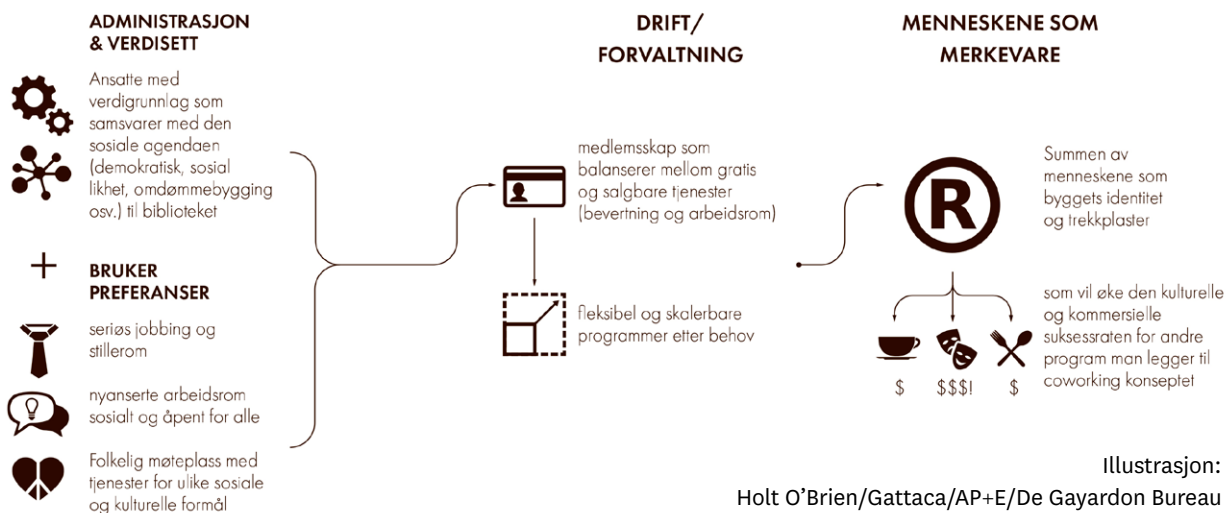 ADMINISTRASJON
& VERDISETT
Ansatte med
verdigrunnlag som
samsvarer med den
sosiale agendaen
(demokratisk, sosial
likhet, omdømmebygging
osv.) til biblioteket
+
BRUKER
PREFERANSER
seriøs jobbing og
stillerom
nyanserte arbeidsrom
sosialt og åpent for alle
Folkelig møteplass med
tjenester for ulike sosiale
og kulturelle formål
DRIFT/
FORVALTNING
medlemsskap som
balanserer mellom gratis
og salgbare tjenester
(bevertning og arbeidsrom)
fleksibel og skalerbare
programmer etter behov
MENNESKENE SOM
MERKEVARE
R
Summen av
menneskene som
byggets identitet
og trekkplaster
$ $$$! $
som vil øke den kulturelle
og kommersielle
suksessraten for andre
program man legger til
coworking konseptet
Illustrasjon:
Holt O’Brien/Gattaca/AP+E/De Gayardon Bureau